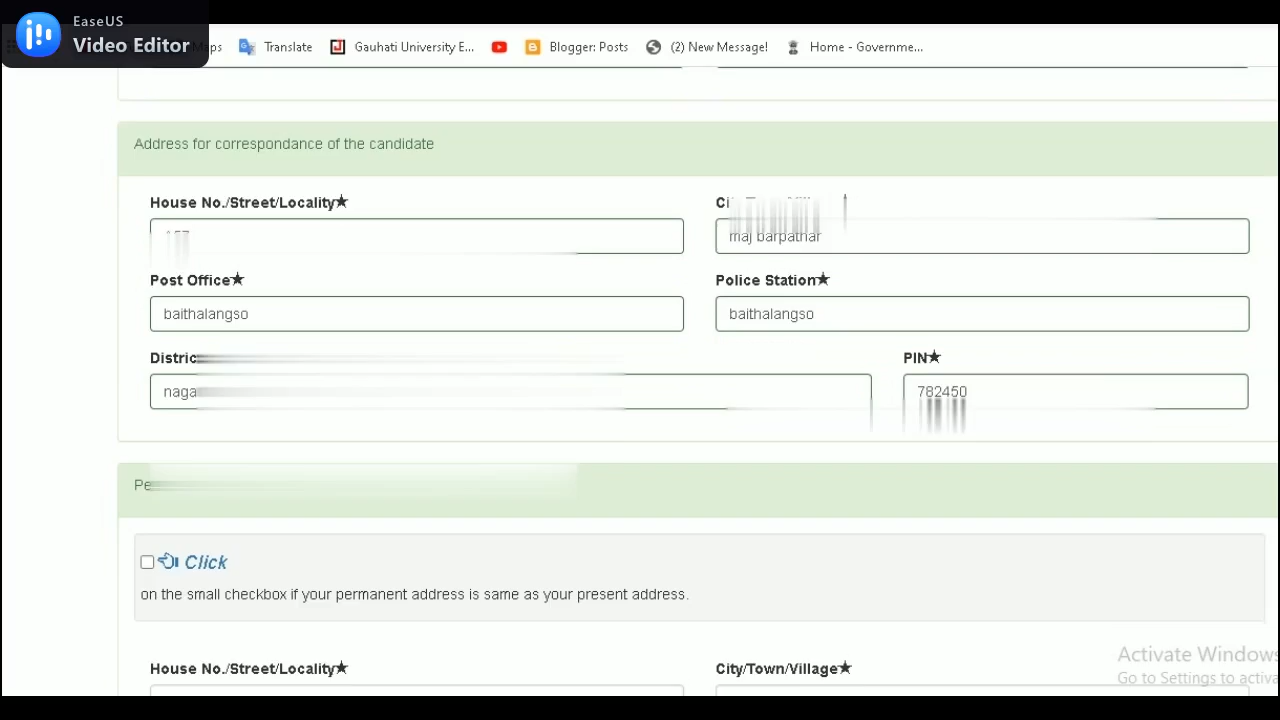 EaseUS
Video Editor
Maps Translate Gauhati University E... Blogger: Posts (2) New Message! Home - Governme...
Address for correspondance of the candidate
House No./Street/Locality★
maj barpathar
Post Office★ Police Station★
baithalangso baithalangso
PIN★
782450
Click
on the small checkbox if your permanent address is same as your present address.
House No./Street/Locality★ City/Town/Village★
Activate Windows
Go to Settings to activa